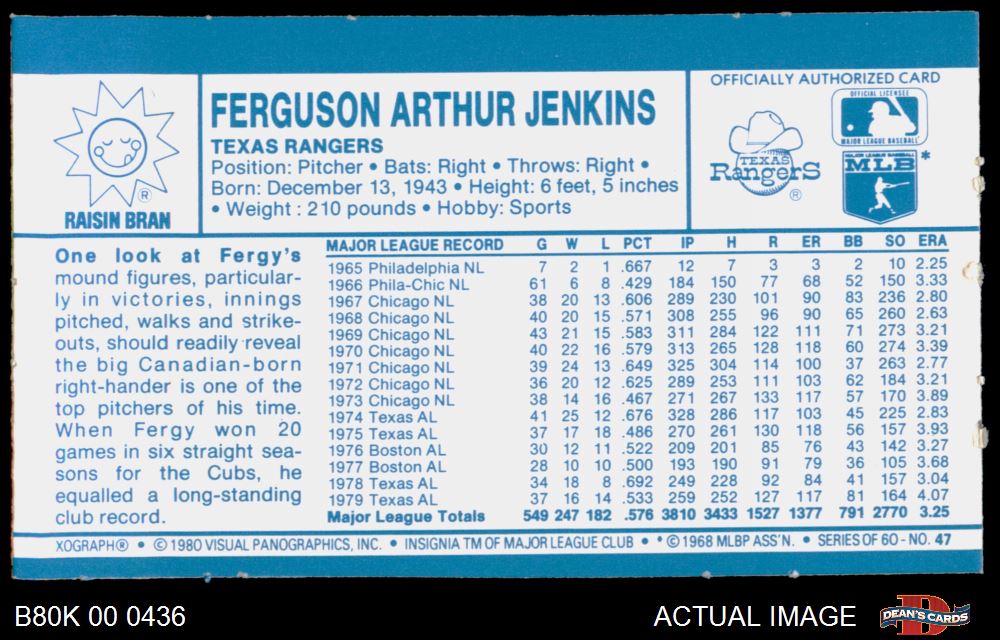 RAISIN BRAN
®
FERGUSON ARTHUR JENKINS
TEXAS RANGERS
Position: Pitcher • Bats: Right • Throws: Right •
Born: December 13, 1943 • Height: 6 feet, 5 inches
• Weight : 210 pounds • Hobby: Sports
OFFICIALLY AUTHORIZED CARD
TEXAS
RangerS
®
OFFICIAL LICENSEE
MAJOR LEAGUE BASEBALL
MAJOR LEAGUE BASEBALL
MLB*
One look at Fergy's
mound figures, particular-
ly in victories, innings
pitched, walks and strike-
outs, should readily reveal
the big Canadian-born
right-hander is one of the
top pitchers of his time.
When Fergy won 20
games in six straight sea-
sons for the Cubs, he
equalled a long-standing
club record.
MAJOR LEAGUE RECORD G W L PCT IP H R ER BB SO ERA
1965 Philadelphia NL 7 2 1 .667 12 7 3 3 2 10 2.25
1966 Phila-Chic NL 61 6 8 .429 184 150 77 68 52 150 3.33
1967 Chicago NL 38 20 13 .606 289 230 101 90 83 236 2.80
1968 Chicago NL 40 20 15 .571 308 255 96 90 65 260 2.63
1969 Chicago NL 43 21 15 .583 311 284 122 111 71 273 3.21
1970 Chicago NL 40 22 16 .579 313 265 128 118 60 274 3.39
1971 Chicago NL 39 24 13 .649 325 304 114 100 37 263 2.77
1972 Chicago NL 36 20 12 .625 289 253 111 103 62 184 3.21
1973 Chicago NL 38 14 16 .467 271 267 133 117 57 170 3.89
1974 Texas AL 41 25 12 .676 328 286 117 103 45 225 2.83
1975 Texas AL 37 17 18 .486 270 261 130 118 56 157 3.93
1976 Boston AL 30 12 11 .522 209 201 85 76 43 142 3.27
1977 Boston AL 28 10 10 .500 193 190 91 79 36 105 3.68
1978 Texas AL 34 18 8 .692 249 228 92 84 41 157 3.04
1979 Texas AL 37 16 14 .533 259 252 127 117 81 164 4.07
Major League Totals 549 247 182 .576 3810 3433 1527 1377 791 2770 3.25
XOGRAPH® • © 1980 VISUAL PANOGRAPHICS, INC. • INSIGNIA TM OF MAJOR LEAGUE CLUB • *© 1968 MLBP ASS'N. • SERIES OF 60 - NO. 47
B80K 00 0436
ACTUAL IMAGE
DEAN'S CARDS